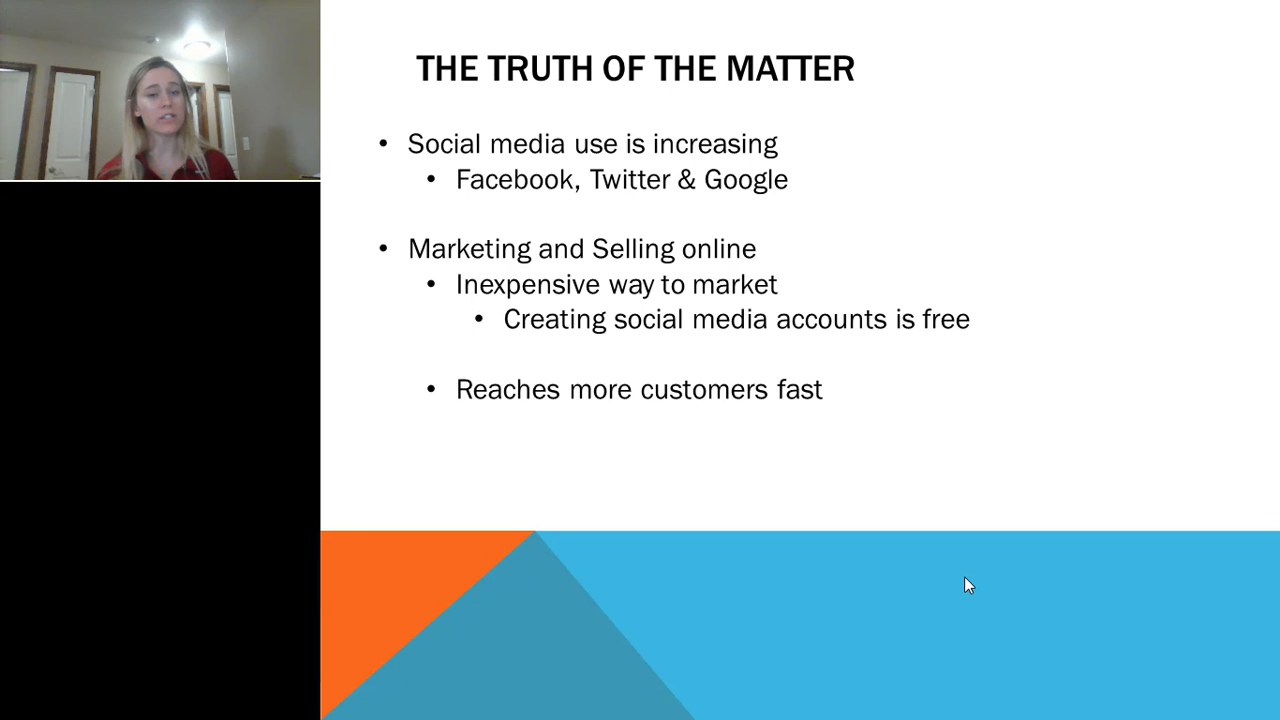 THE TRUTH OF THE MATTER
• Social media use is increasing
• Facebook, Twitter & Google
• Marketing and Selling online
• Inexpensive way to market
• Creating social media accounts is free
• Reaches more customers fast